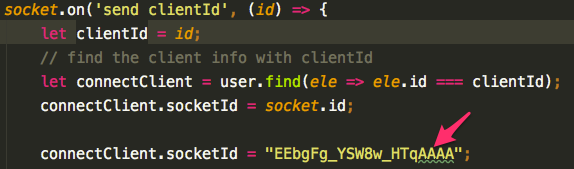 socket.on('send clientId', (id) => {
let clientId = id;
// find the client info with clientId
let connectClient = user.find(ele => ele.id === clientId);
connectClient.socketId = socket.id;
connectClient.socketId = "EEbgFg_YSW8w_HTqAAAA";